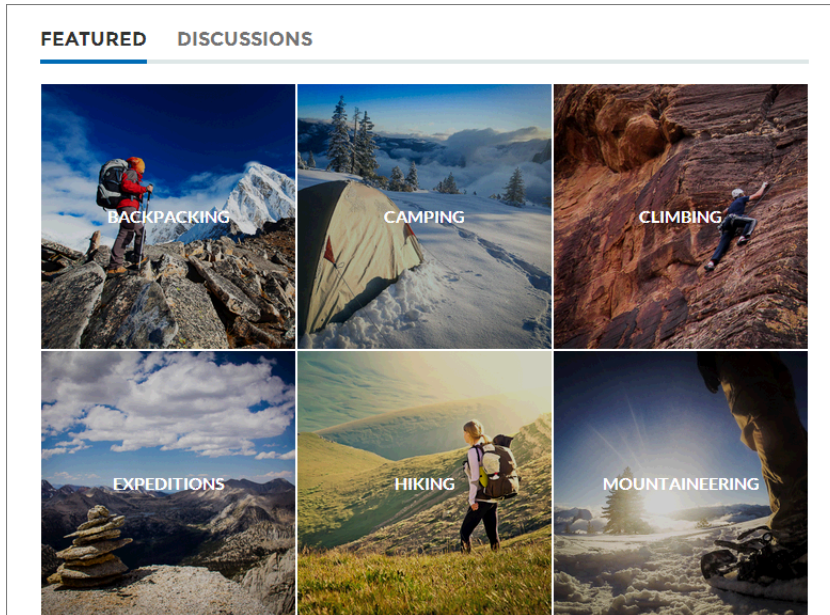 FEATURED DISCUSSIONS
BACKPACKING CAMPING CLIMBING
EXPEDITIONS HIKING MOUNTAINEERING